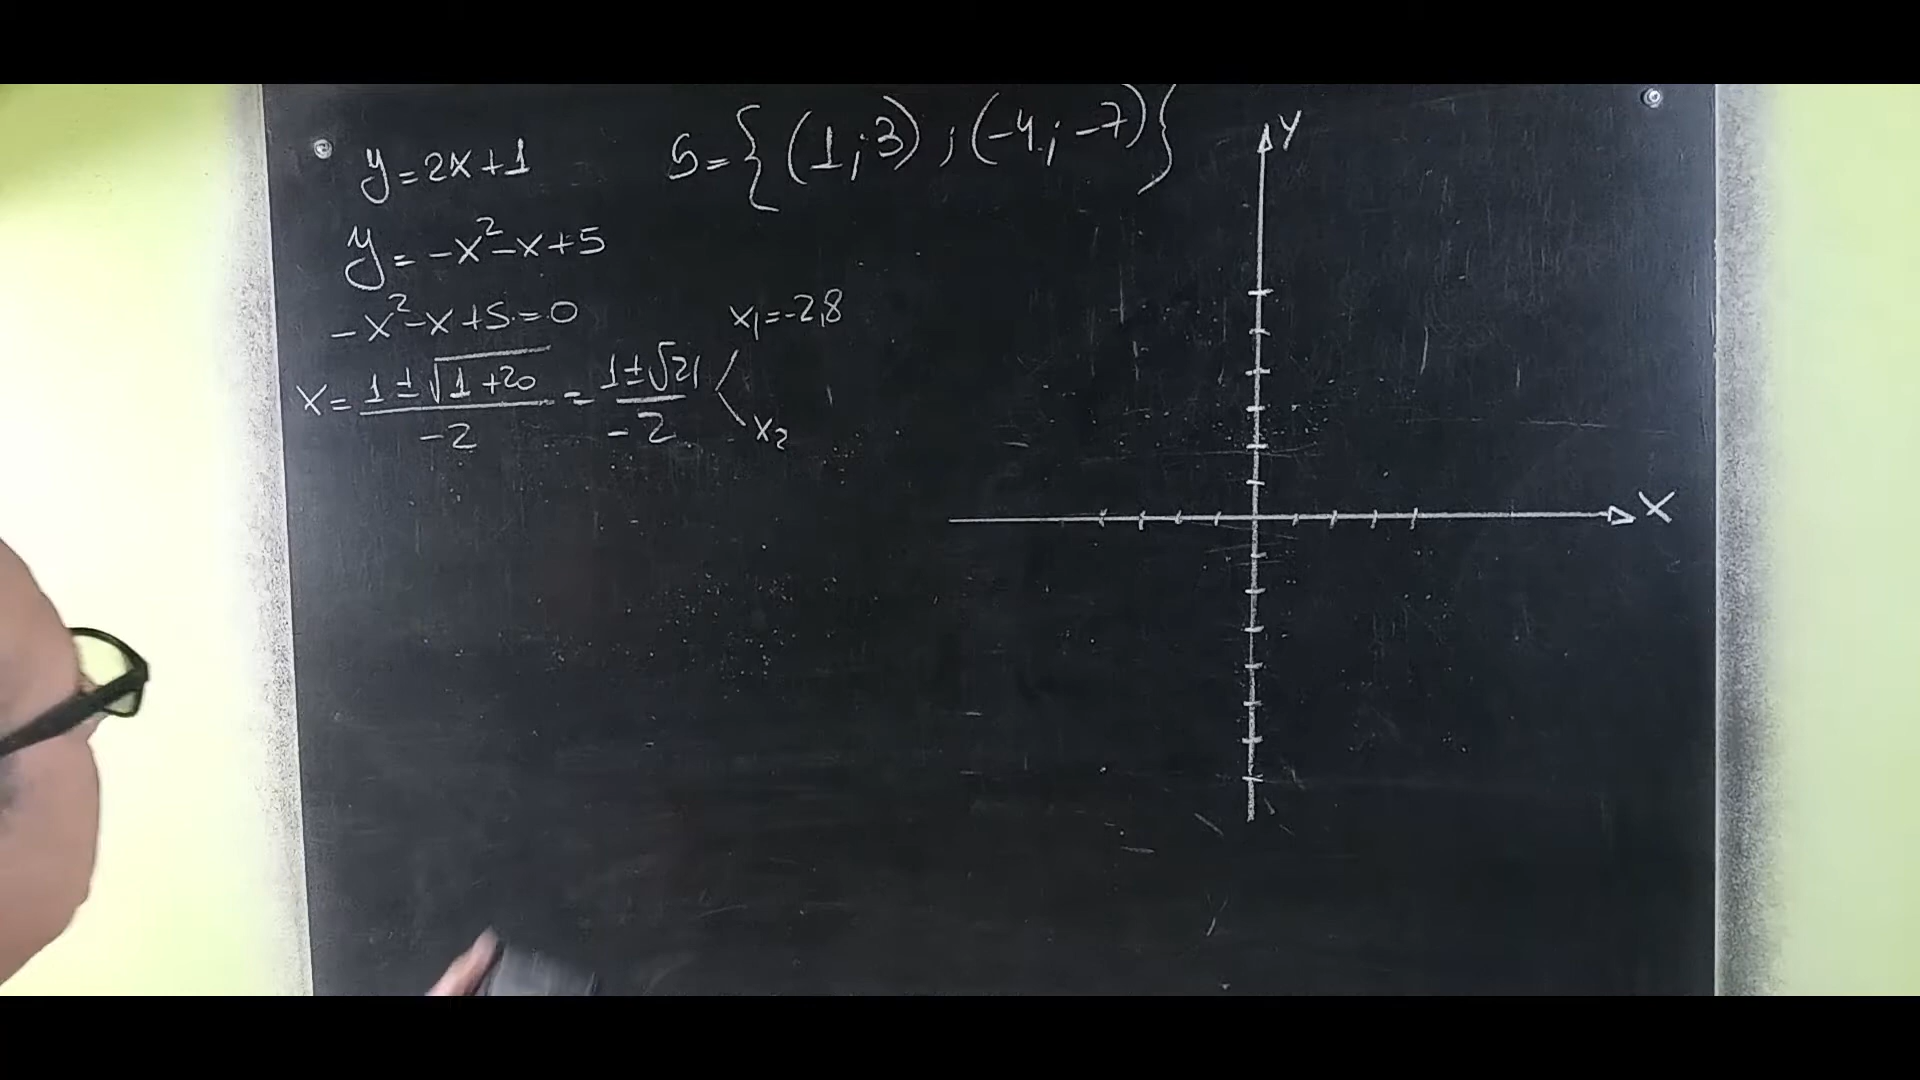 y=2x+1
S={(1;3);(-4;-7)}
y=-x²-x+5
-x²-x+5=0
x₁=-2,8
x=(1±√(1+20))/(-2)=(1±√21)/(-2)
x₂
y
x